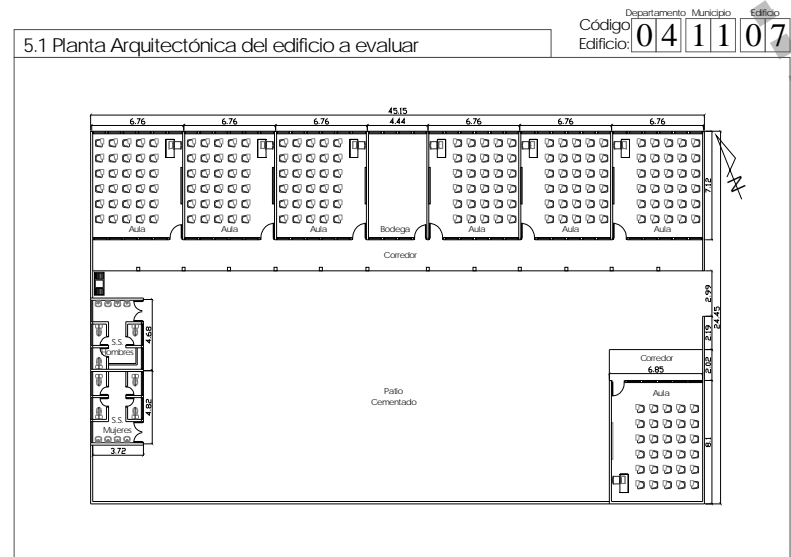 Departamento Municipio Edificio
Código
Edificio: 0 4 1 1 0 7
5.1 Planta Arquitectónica del edificio a evaluar
45.15
6.76 6.76 6.76 4.44 6.76 6.76 6.76
7.12
N
Aula Aula Aula Bodega Aula Aula Aula
Corredor
2.99
24.45
2.19
4.68
S.S.
Hombres
Corredor
2.02
6.85
Patio
Cementado
Aula
4.82
S.S.
Mujeres
8.1
3.72